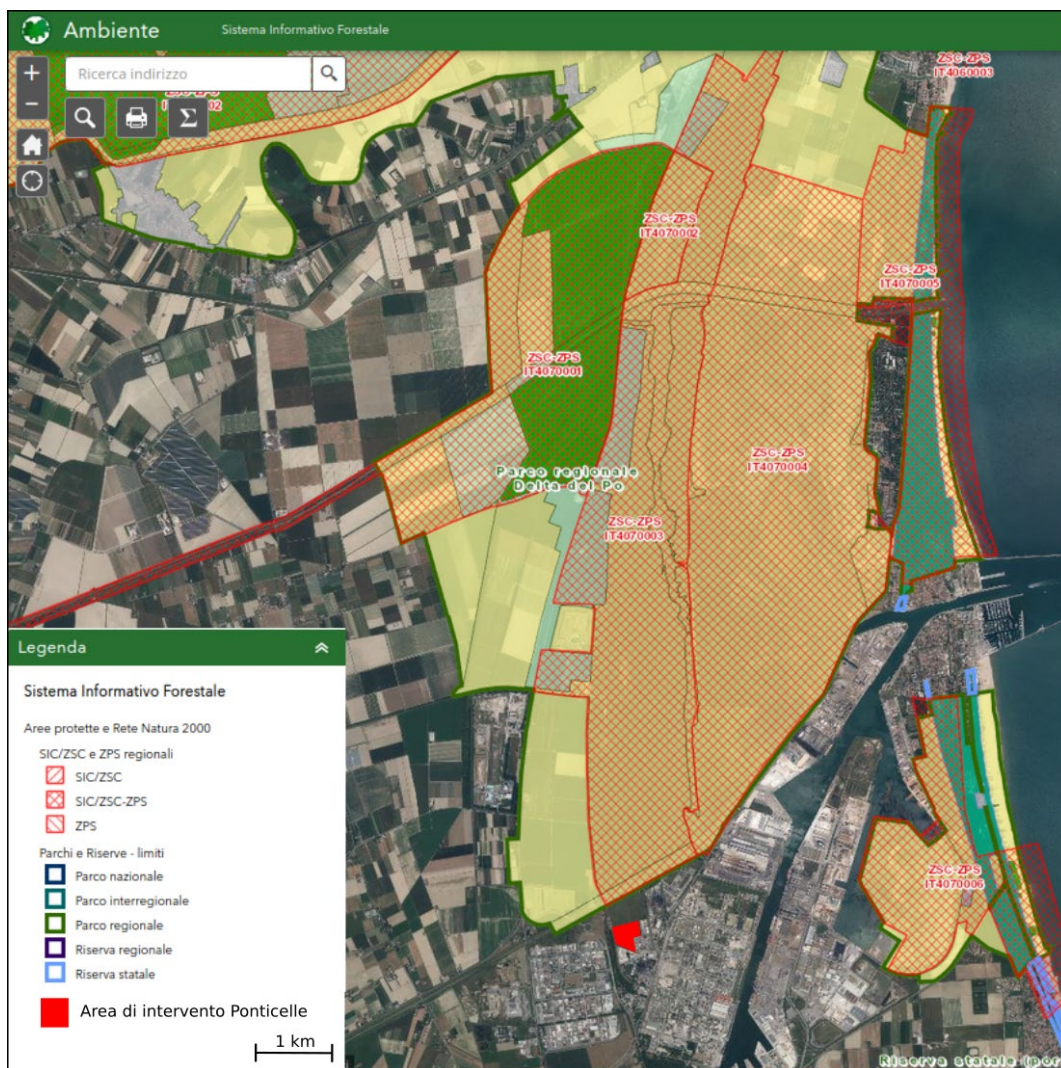 Ambiente
Sistema Informativo Forestale
+
Ricerca indirizzo
−
Σ
02
ZSC-ZPS
IT4060003
ZSC-ZPS
IT4070002
ZSC-ZPS
IT4070005
ZSC-ZPS
IT4070001
ZSC-ZPS
IT4070004
Parco regionale
Delta del Po
ZSC-ZPS
IT4070003
ZSC-ZPS
IT4070006
Legenda
Sistema Informativo Forestale
Aree protette e Rete Natura 2000
SIC/ZSC e ZPS regionali
SIC/ZSC
SIC/ZSC-ZPS
ZPS
Parchi e Riserve - limiti
Parco nazionale
Parco interregionale
Parco regionale
Riserva regionale
Riserva statale
Area di intervento Ponticelle
1 km
Riserva statale (por